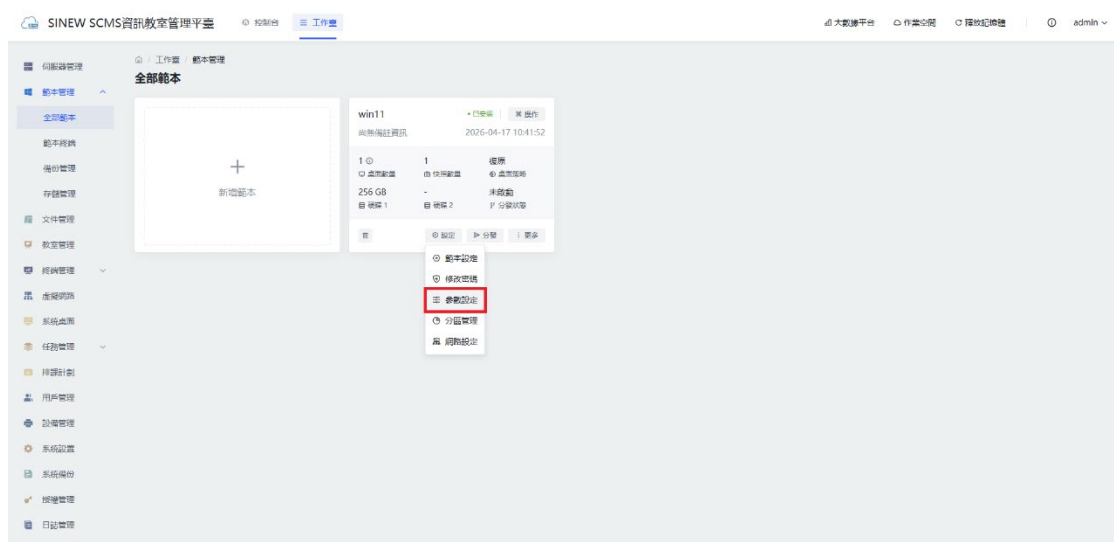 SINEW SCMS資訊教室管理平臺
控制台
工作臺
大數據平台
作業空間
釋放記憶體
admin
伺服器管理
範本管理
全部範本
範本終端
備份管理
存儲管理
文件管理
教室管理
終端管理
虛擬網路
系統桌面
任務管理
排課計劃
用戶管理
設備管理
系統設置
系統備份
授權管理
日誌管理
/ 工作臺 / 範本管理
全部範本
新增範本
win11
已安裝
操作
尚無備註資訊
2026-04-17 10:41:52
1
1
復原
桌面數量
快照數量
桌面策略
256 GB
-
未啟動
硬碟 1
硬碟 2
分發狀態
設定
分發
更多
範本設定
修改密碼
參數設定
分區管理
網路設定